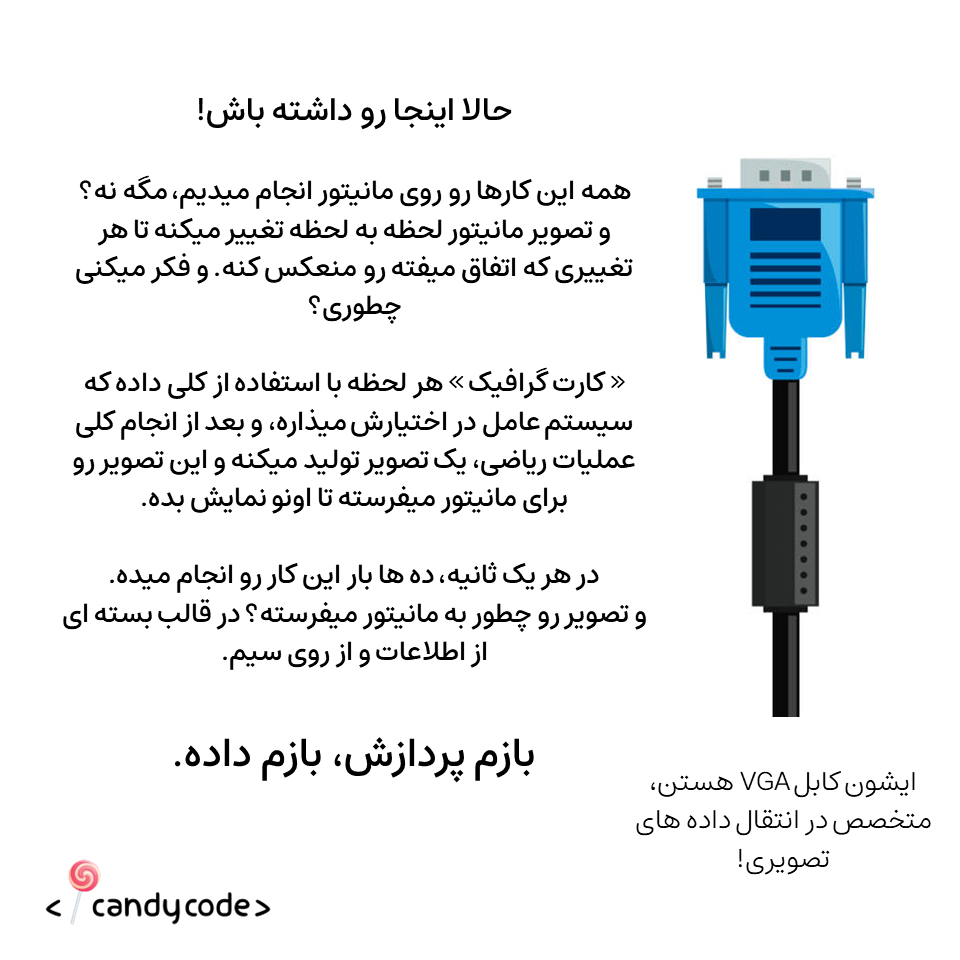 حالا اینجا رو داشته باش!
همه این کارها رو روی مانیتور انجام میدیم، مگه نه؟
و تصویر مانیتور لحظه به لحظه تغییر میکنه تا هر
تغییری که اتفاق میفته رو منعکس کنه. و فکر میکنی
چطوری؟
« کارت گرافیک » هر لحظه با استفاده از کلی داده که
سیستم عامل در اختیارش میذاره، و بعد از انجام کلی
عملیات ریاضی، یک تصویر تولید میکنه و این تصویر رو
برای مانیتور میفرسته تا اونو نمایش بده.
در هر یک ثانیه، ده ها بار این کار رو انجام میده.
و تصویر رو چطور به مانیتور میفرسته؟ در قالب بسته ای
از اطلاعات و از روی سیم.
بازم پردازش، بازم داده.
ایشون کابل VGA هستن،
متخصص در انتقال داده های
تصویری!
< candycode>